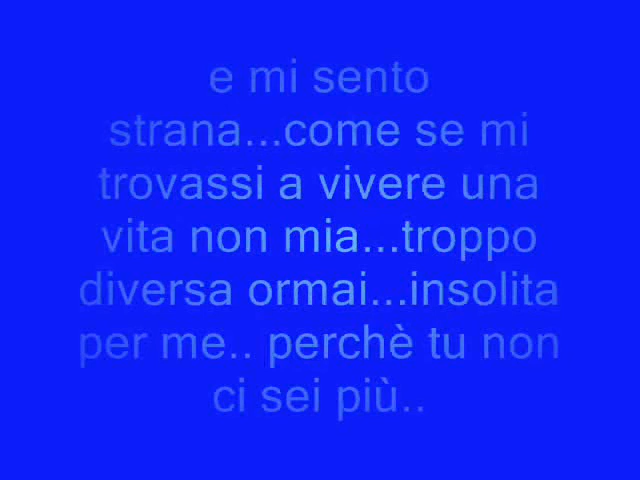 e mi sento
strana...come se mi
trovassi a vivere una
vita non mia...troppo
diversa ormai...insolita
per me.. perchè tu non
ci sei più..